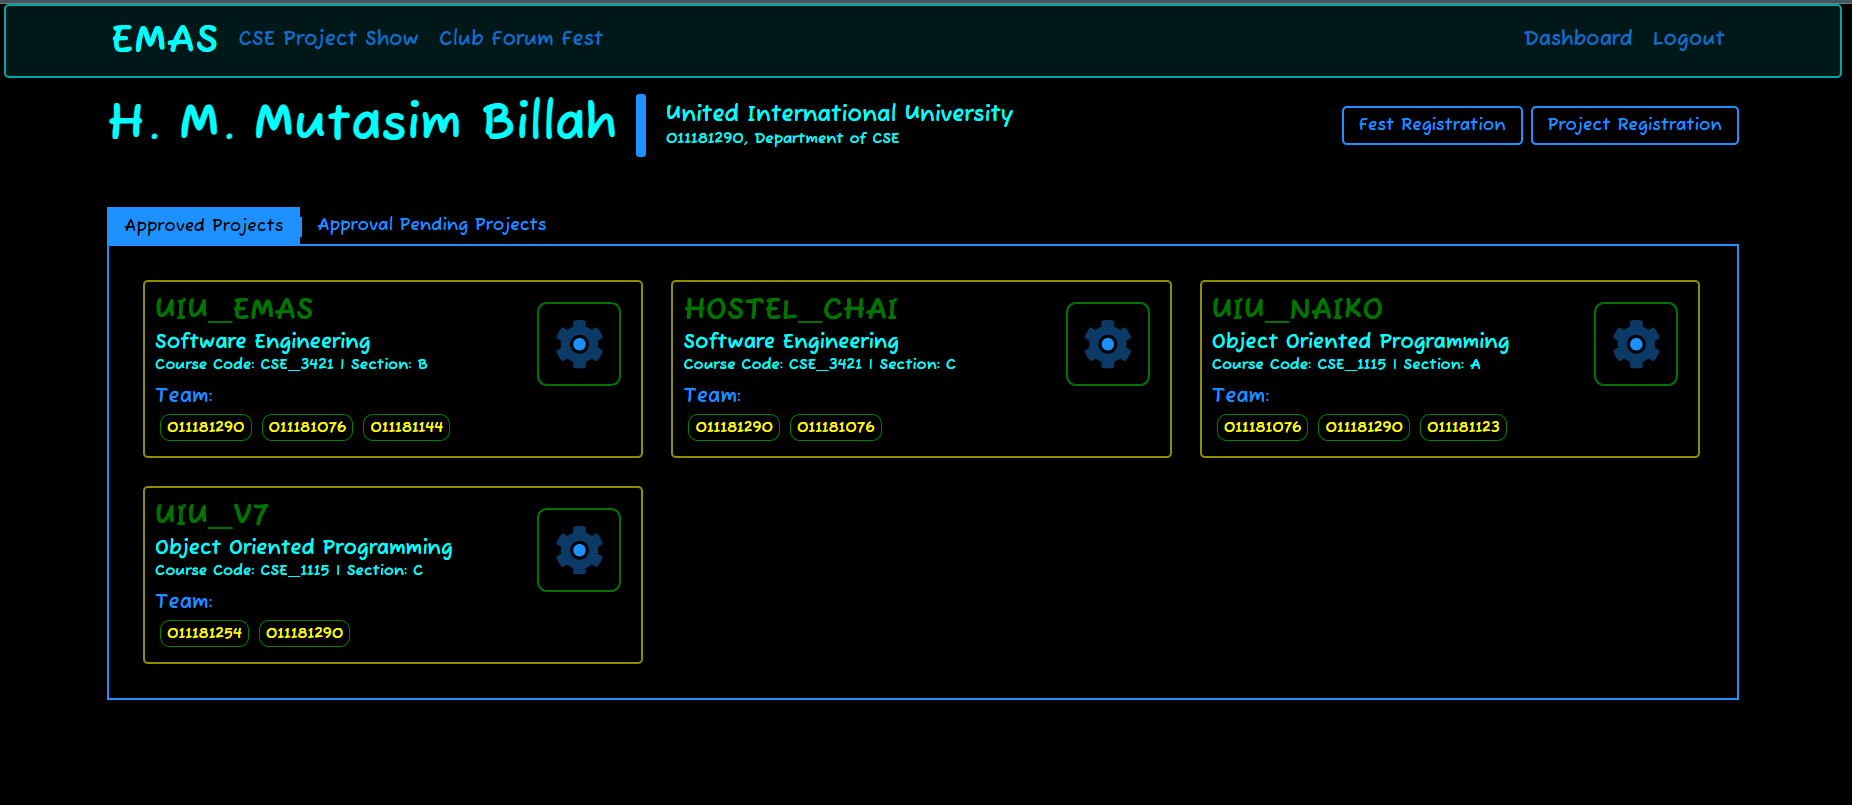 EMAS CSE Project Show Club Forum Fest Dashboard Logout
H. M. Mutasim Billah
United International University
011181290, Department of CSE
Fest Registration Project Registration
Approved Projects Approval Pending Projects
UIU_EMAS
Software Engineering
Course Code: CSE_3421 | Section: B
Team:
011181290 011181076 011181144
HOSTEL_CHAI
Software Engineering
Course Code: CSE_3421 | Section: C
Team:
011181290 011181076
UIU_NAIKO
Object Oriented Programming
Course Code: CSE_1115 | Section: A
Team:
011181076 011181290 011181123
UIU_V7
Object Oriented Programming
Course Code: CSE_1115 | Section: C
Team:
011181254 011181290